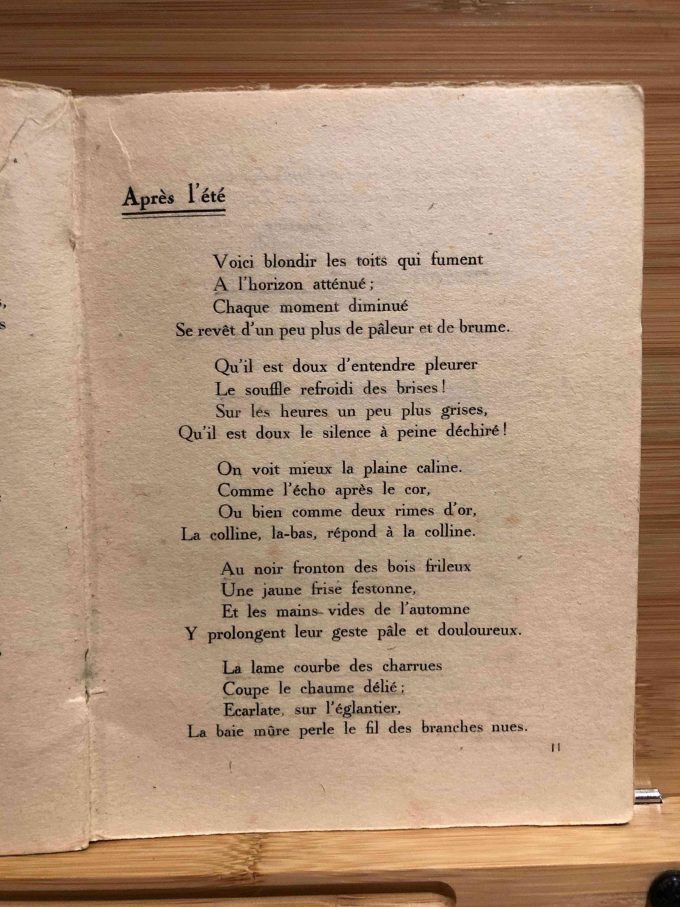 Après l'été
Voici blondir les toits qui fument
A l'horizon atténué ;
Chaque moment diminué
Se revêt d'un peu plus de pâleur et de brume.
Qu'il est doux d'entendre pleurer
Le souffle refroidi des brises !
Sur les heures un peu plus grises,
Qu'il est doux le silence à peine déchiré !
On voit mieux la plaine caline.
Comme l'écho après le cor,
Ou bien comme deux rimes d'or,
La colline, la-bas, répond à la colline.
Au noir fronton des bois frileux
Une jaune frise festonne,
Et les mains vides de l'automne
Y prolongent leur geste pâle et douloureux.
La lame courbe des charrues
Coupe le chaume délié ;
Ecarlate, sur l'églantier,
La baie mûre perle le fil des branches nues.
11